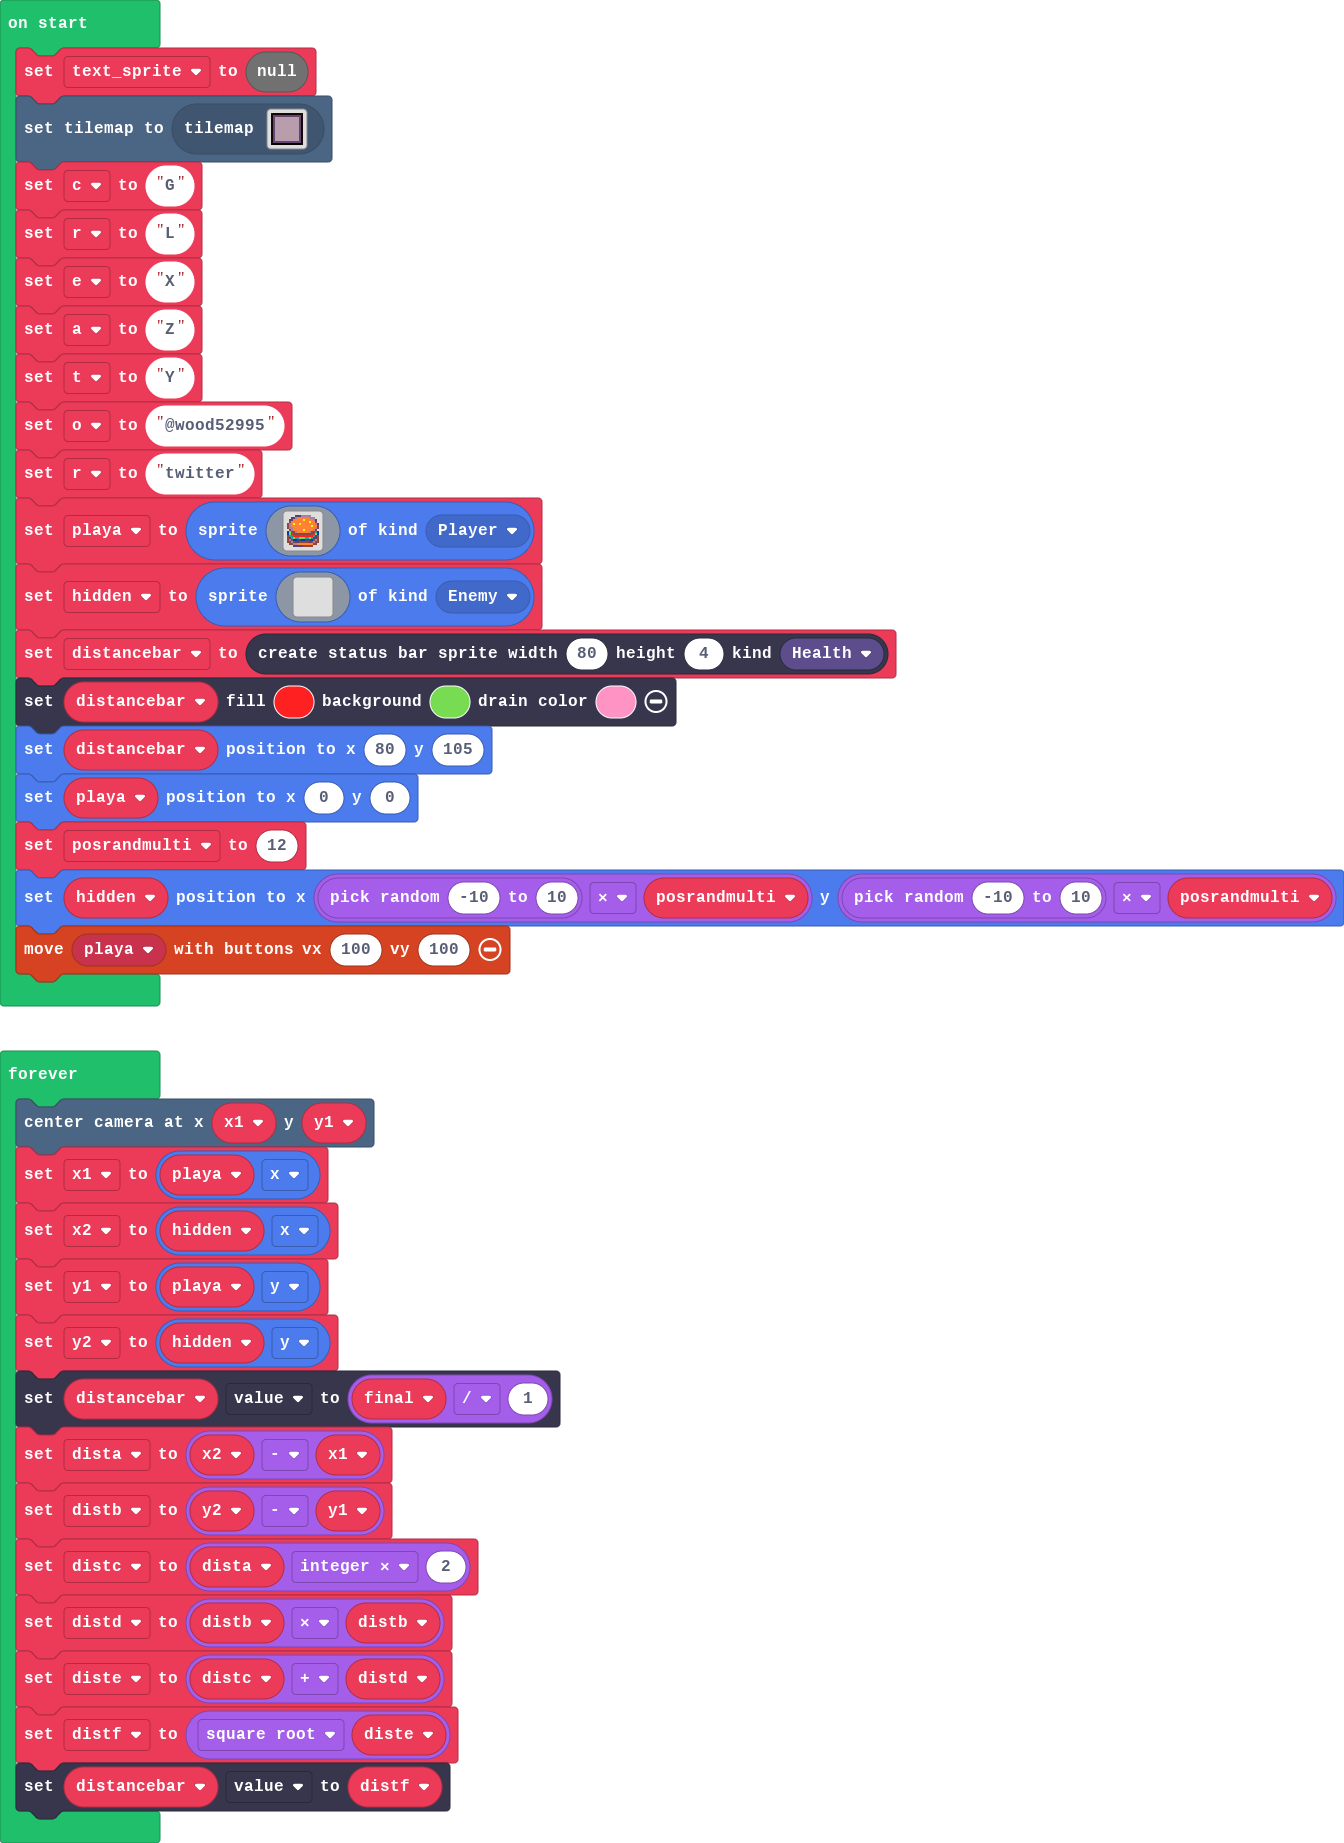 on start
set text_sprite to null
set tilemap to tilemap
set c to "G"
set r to "L"
set e to "X"
set a to "Z"
set t to "Y"
set o to "@wood52995"
set r to "twitter"
set playa to sprite of kind Player
set hidden to sprite of kind Enemy
set distancebar to create status bar sprite width 80 height 4 kind Health
set distancebar fill background drain color
set distancebar position to x 80 y 105
set playa position to x 0 y 0
set posrandmulti to 12
set hidden position to x pick random -10 to 10 × posrandmulti y pick random -10 to 10 × posrandmulti
move playa with buttons vx 100 vy 100
forever
center camera at x x1 y y1
set x1 to playa x
set x2 to hidden x
set y1 to playa y
set y2 to hidden y
set distancebar value to final / 1
set dista to x2 - x1
set distb to y2 - y1
set distc to dista integer × 2
set distd to distb × distb
set diste to distc + distd
set distf to square root diste
set distancebar value to distf